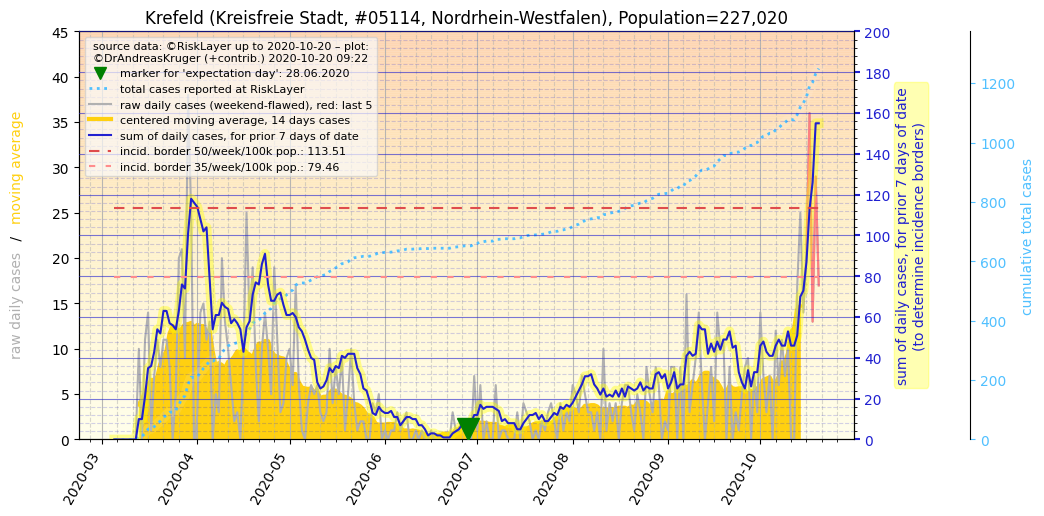 Krefeld (Kreisfreie Stadt, #05114, Nordrhein-Westfalen), Population=227,020
source data: ©RiskLayer up to 2020-10-20 – plot:
©DrAndreasKruger (+contrib.) 2020-10-20 09:22
marker for 'expectation day': 28.06.2020
total cases reported at RiskLayer
raw daily cases (weekend-flawed), red: last 5
centered moving average, 14 days cases
sum of daily cases, for prior 7 days of date
incid. border 50/week/100k pop.: 113.51
incid. border 35/week/100k pop.: 79.46
raw daily cases / moving average
45
40
35
30
25
20
15
10
5
0
2020-03
2020-04
2020-05
2020-06
2020-07
2020-08
2020-09
2020-10
200
180
160
140
120
100
80
60
40
20
0
sum of daily cases, for prior 7 days of date
(to determine incidence borders)
1200
1000
800
600
400
200
0
cumulative total cases